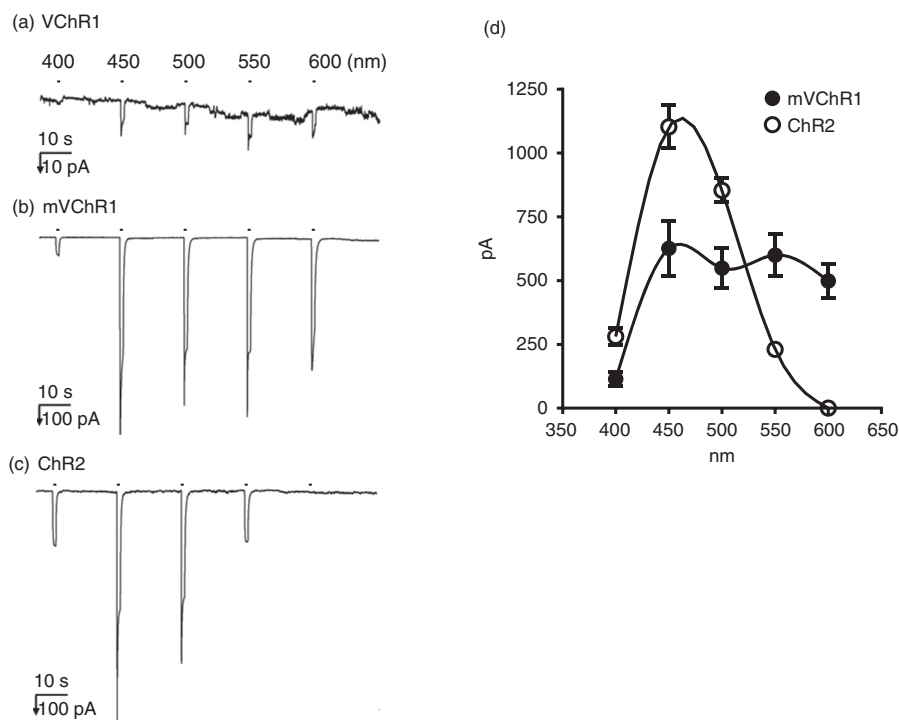 (a) VChR1
400 450 500 550 600 (nm)
10 s
10 pA
(b) mVChR1
10 s
100 pA
(c) ChR2
10 s
100 pA
(d)
mVChR1
ChR2
1250
1000
750
500
250
0
pA
350 400 450 500 550 600 650
nm